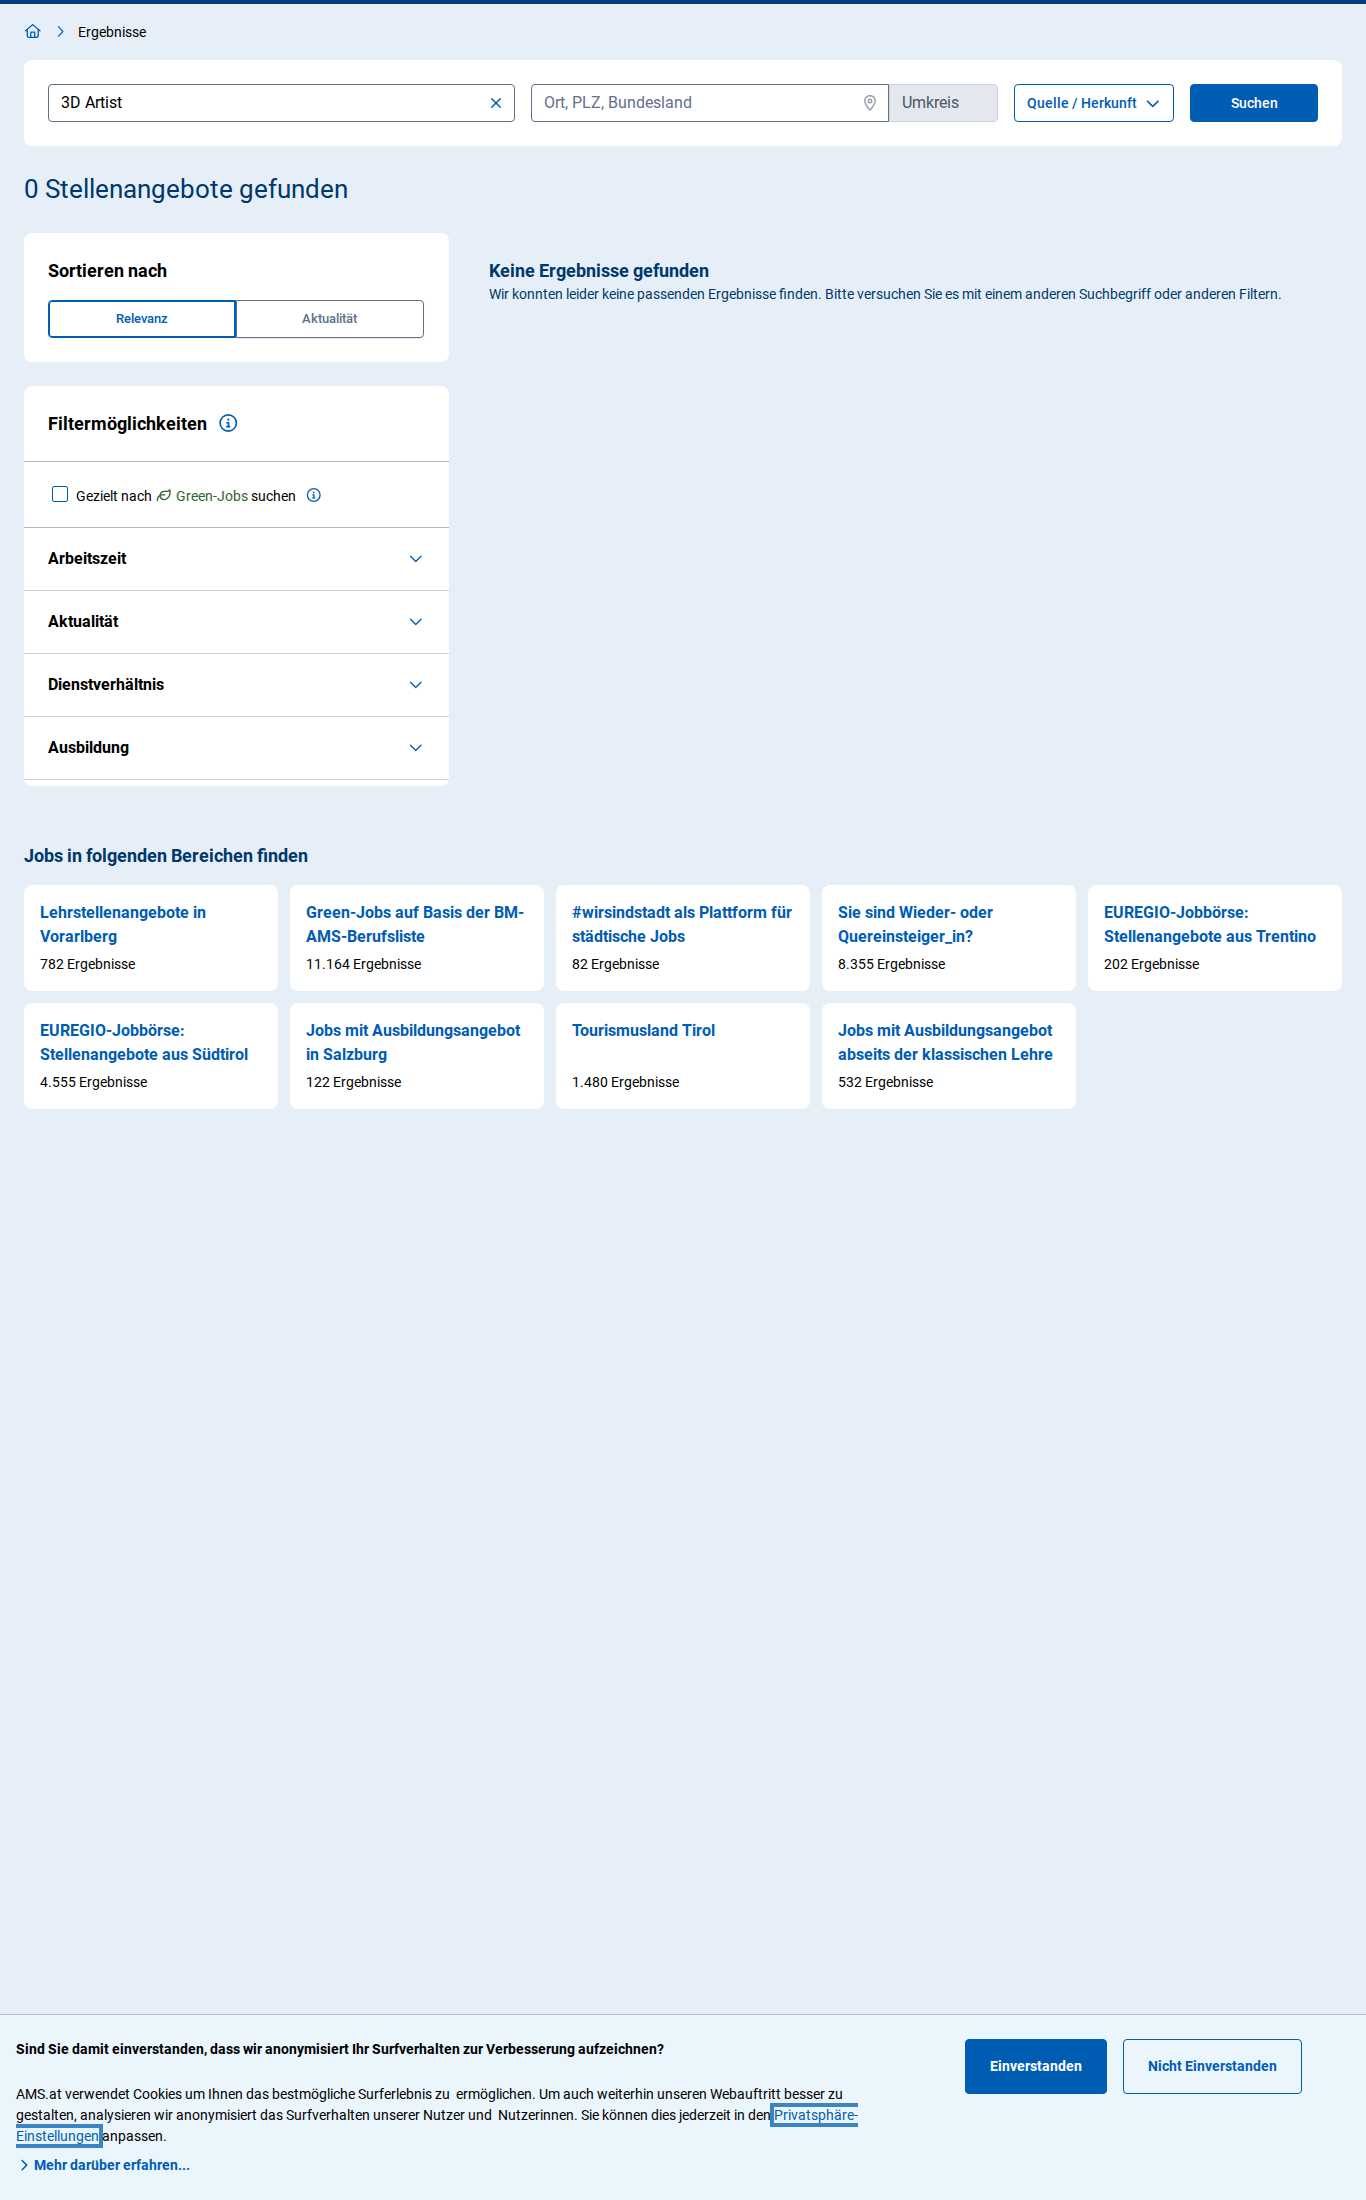 Ergebnisse
3D Artist
Ort, PLZ, Bundesland
Umkreis
Quelle / Herkunft
Suchen
0 Stellenangebote gefunden
Sortieren nach
Relevanz
Aktualität
Keine Ergebnisse gefunden
Wir konnten leider keine passenden Ergebnisse finden. Bitte versuchen Sie es mit einem anderen Suchbegriff oder anderen Filtern.
Filtermöglichkeiten
Gezielt nach Green-Jobs suchen
Arbeitszeit
Aktualität
Dienstverhältnis
Ausbildung
Jobs in folgenden Bereichen finden
Lehrstellenangebote in
Vorarlberg
782 Ergebnisse
Green-Jobs auf Basis der BM-
AMS-Berufsliste
11.164 Ergebnisse
#wirsindstadt als Plattform für
städtische Jobs
82 Ergebnisse
Sie sind Wieder- oder
Quereinsteiger_in?
8.355 Ergebnisse
EUREGIO-Jobbörse:
Stellenangebote aus Trentino
202 Ergebnisse
EUREGIO-Jobbörse:
Stellenangebote aus Südtirol
4.555 Ergebnisse
Jobs mit Ausbildungsangebot
in Salzburg
122 Ergebnisse
Tourismusland Tirol
1.480 Ergebnisse
Jobs mit Ausbildungsangebot
abseits der klassischen Lehre
532 Ergebnisse
Sind Sie damit einverstanden, dass wir anonymisiert Ihr Surfverhalten zur Verbesserung aufzeichnen?
AMS.at verwendet Cookies um Ihnen das bestmögliche Surferlebnis zu ermöglichen. Um auch weiterhin unseren Webauftritt besser zu
gestalten, analysieren wir anonymisiert das Surfverhalten unserer Nutzer und Nutzerinnen. Sie können dies jederzeit in den Privatsphäre-
Einstellungen anpassen.
Mehr darüber erfahren...
Einverstanden
Nicht Einverstanden